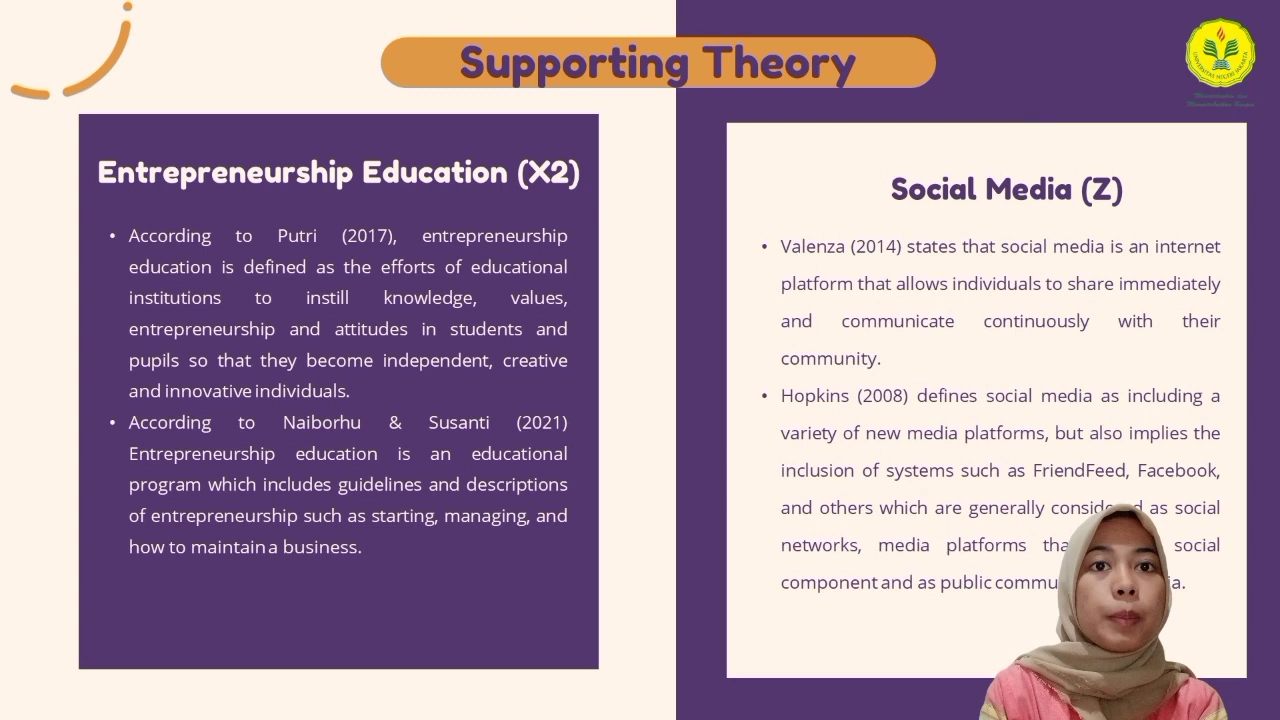 Supporting Theory
UNIVERSITAS NEGERI JAKARTA
Entrepreneurship Education (X2)
• According to Putri (2017), entrepreneurship
education is defined as the efforts of educational
institutions to instill knowledge, values,
entrepreneurship and attitudes in students and
pupils so that they become independent, creative
and innovative individuals.
• According to Naiborhu & Susanti (2021)
Entrepreneurship education is an educational
program which includes guidelines and descriptions
of entrepreneurship such as starting, managing, and
how to maintain a business.
Social Media (Z)
• Valenza (2014) states that social media is an internet
platform that allows individuals to share immediately
and communicate continuously with their
community.
• Hopkins (2008) defines social media as including a
variety of new media platforms, but also implies the
inclusion of systems such as FriendFeed, Facebook,
and others which are generally considered as social
networks, media platforms social
component and as public